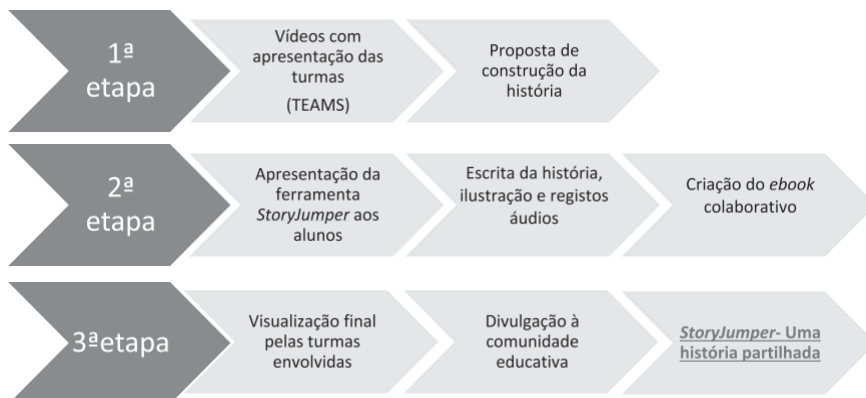 1ª
etapa
Vídeos com
apresentação das
turmas
(TEAMS)
Proposta de
construção da
história
2ª
etapa
Apresentação da
ferramenta
StoryJumper aos
alunos
Escrita da história,
ilustração e registos
áudios
Criação do ebook
colaborativo
3ªetapa
Visualização final
pelas turmas
envolvidas
Divulgação à
comunidade
educativa
StoryJumper- Uma
história partilhada